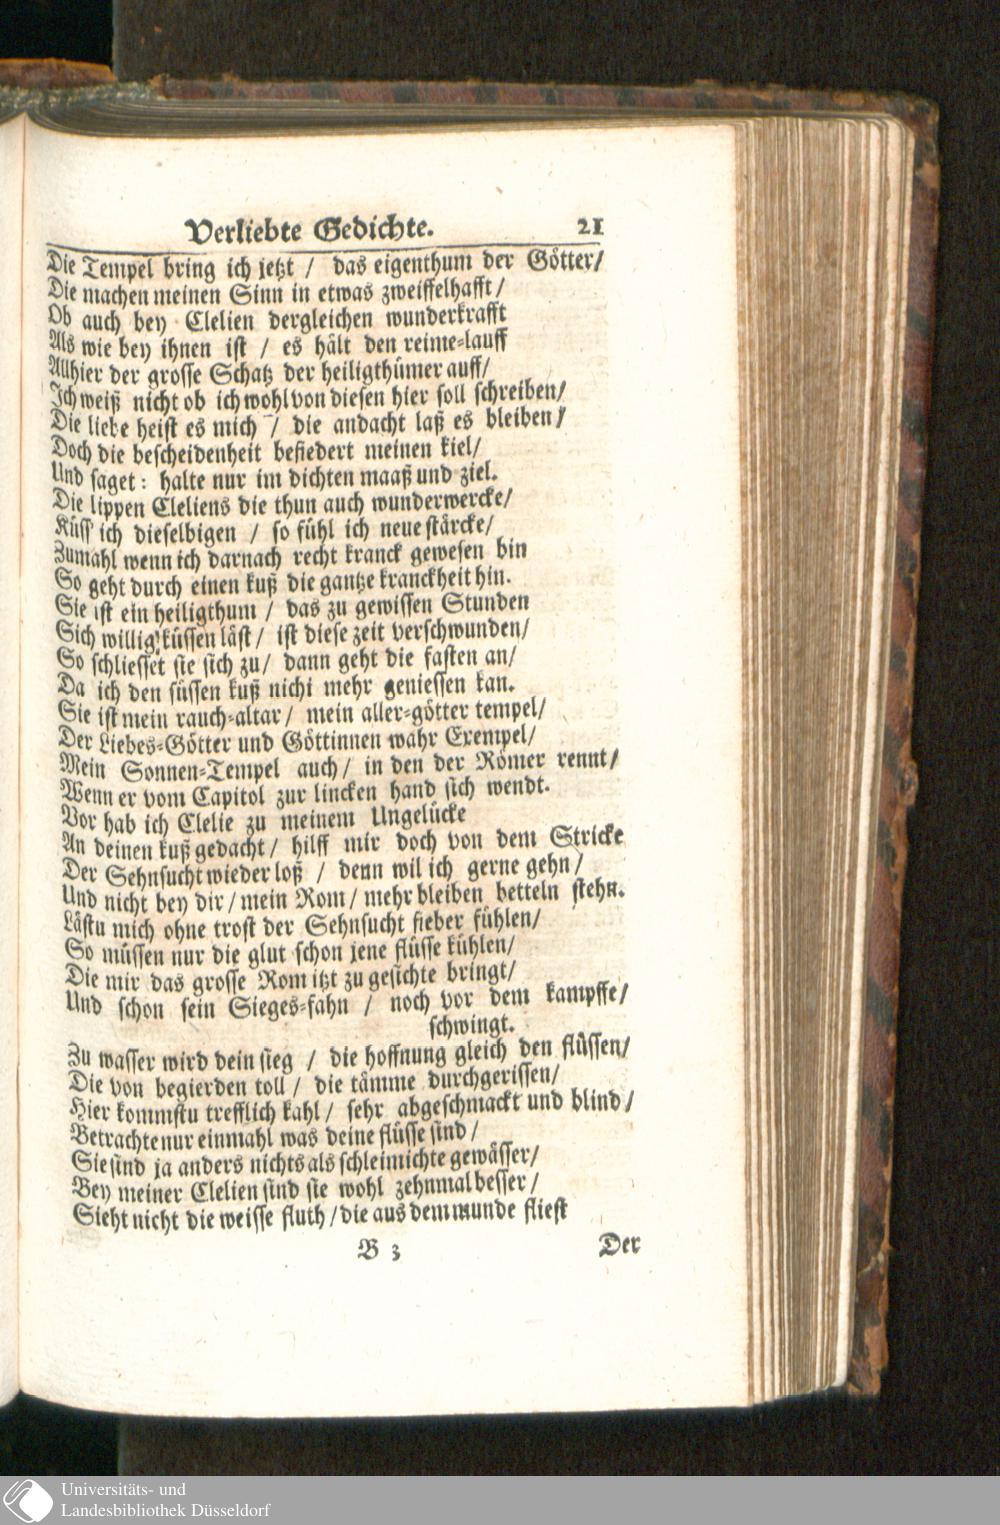 Verliebte Gedichte. 21
Die Tempel bring ich jetzt / das eigenthum der Götter/
Die machen meinen Sinn in etwas zweiffelhafft /
Ob auch bey Clelien dergleichen wunderkrafft
Als wie bey ihnen ist / es hält den reime-lauff
Allhier der grosse Schatz der heiligthümer auff/
Ich weiß nicht ob ich wohl von diesen hier soll schreiben/
Die liebe heist es mich / die andacht laß es bleiben /
Doch die bescheidenheit befiedert meinen kiel/
Und saget: halte nur im dichten maaß und ziel.
Die lippen Cleliens die thun auch wunderwercke/
Küss' ich dieselbigen / so fühl ich neue stärcke/
Zumahl wenn ich darnach recht kranck gewesen bin
So geht durch einen kuß die gantze kranckheit hin.
Sie ist ein heiligthum / das zu gewissen Stunden
Sich willig küssen läst / ist diese zeit verschwunden/
So schliesset sie sich zu / dann geht die fasten an/
Da ich den süssen kuß nicht mehr geniessen kan.
Sie ist mein rauch-altar / mein aller-götter tempel/
Der Liebes-Götter und Göttinnen wahr Exempel/
Mein Sonnen-Tempel auch / in den der Römer rennt/
Wenn er vom Capitol zur lincken hand sich wendt.
Vor hab ich Clelie zu meinem Ungelücke
An deinen kuß gedacht / hilff mir doch von dem Stricke
Der Sehnsucht wieder loß / denn wil ich gerne gehn /
Und nicht bey dir / mein Rom / mehr bleiben betteln stehn.
Lästu mich ohne trost der Sehnsucht fieber fühlen/
So müssen nur die glut schon jene flüsse kühlen/
Die mir das grosse Rom itzt zu gesichte bringt/
Und schon sein Sieges-fahn / noch vor dem kampffe/
schwingt.
Zu wasser wird dein sieg / die hoffnung gleich den flüssen/
Die von begierden toll / die tämme durchgerissen/
Hier kommstu trefflich kahl / sehr abgeschmackt und blind /
Betrachte nur einmahl was deine flüsse sind /
Sie sind ja anders nichts als schleimichte gewässer/
Bey meiner Clelien sind sie wohl zehnmal besser /
Sieht nicht die weisse fluth / die aus dem munde fliest
B 3 Der
Universitäts- und
Landesbibliothek Düsseldorf